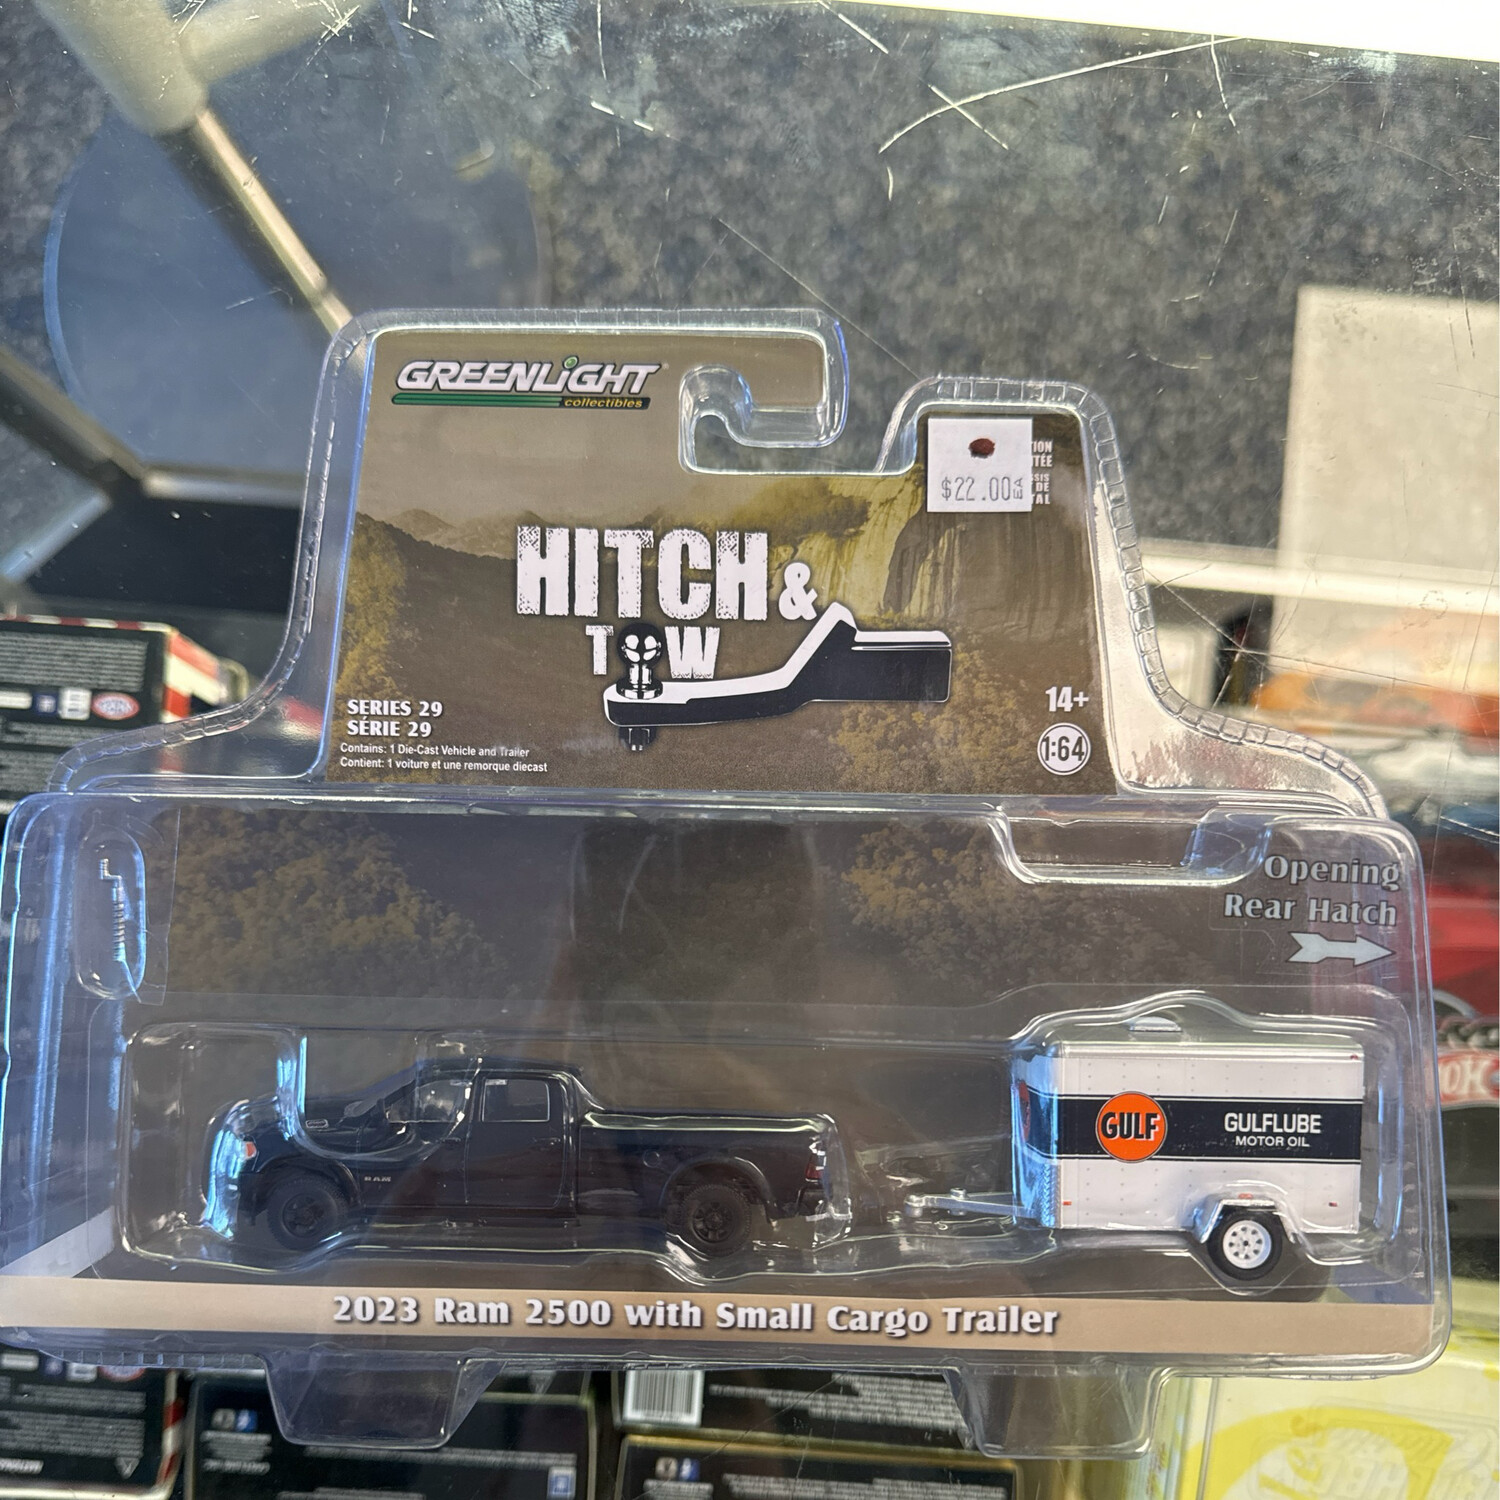 GREENLiGHT
collectibles
$22.00 EA
HITCH &
TOW
SERIES 29
SÉRIE 29
Contains: 1 Die-Cast Vehicle and Trailer
Contient: 1 voiture et une remorque diecast
14+
1:64
Opening
Rear Hatch
RAM
GULF
GULFLUBE
MOTOR OIL
2023 Ram 2500 with Small Cargo Trailer